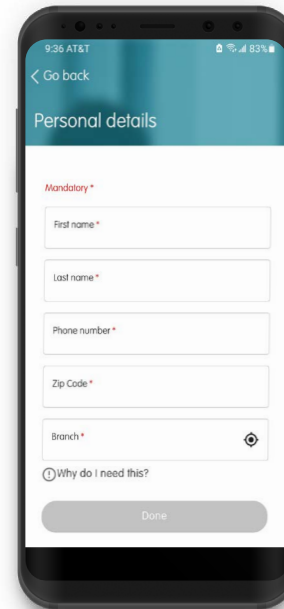 9:36 AT&T 83%
Go back
Personal details
Mandatory *
First name *
Last name *
Phone number *
Zip Code *
Branch *
Why do I need this?
Done